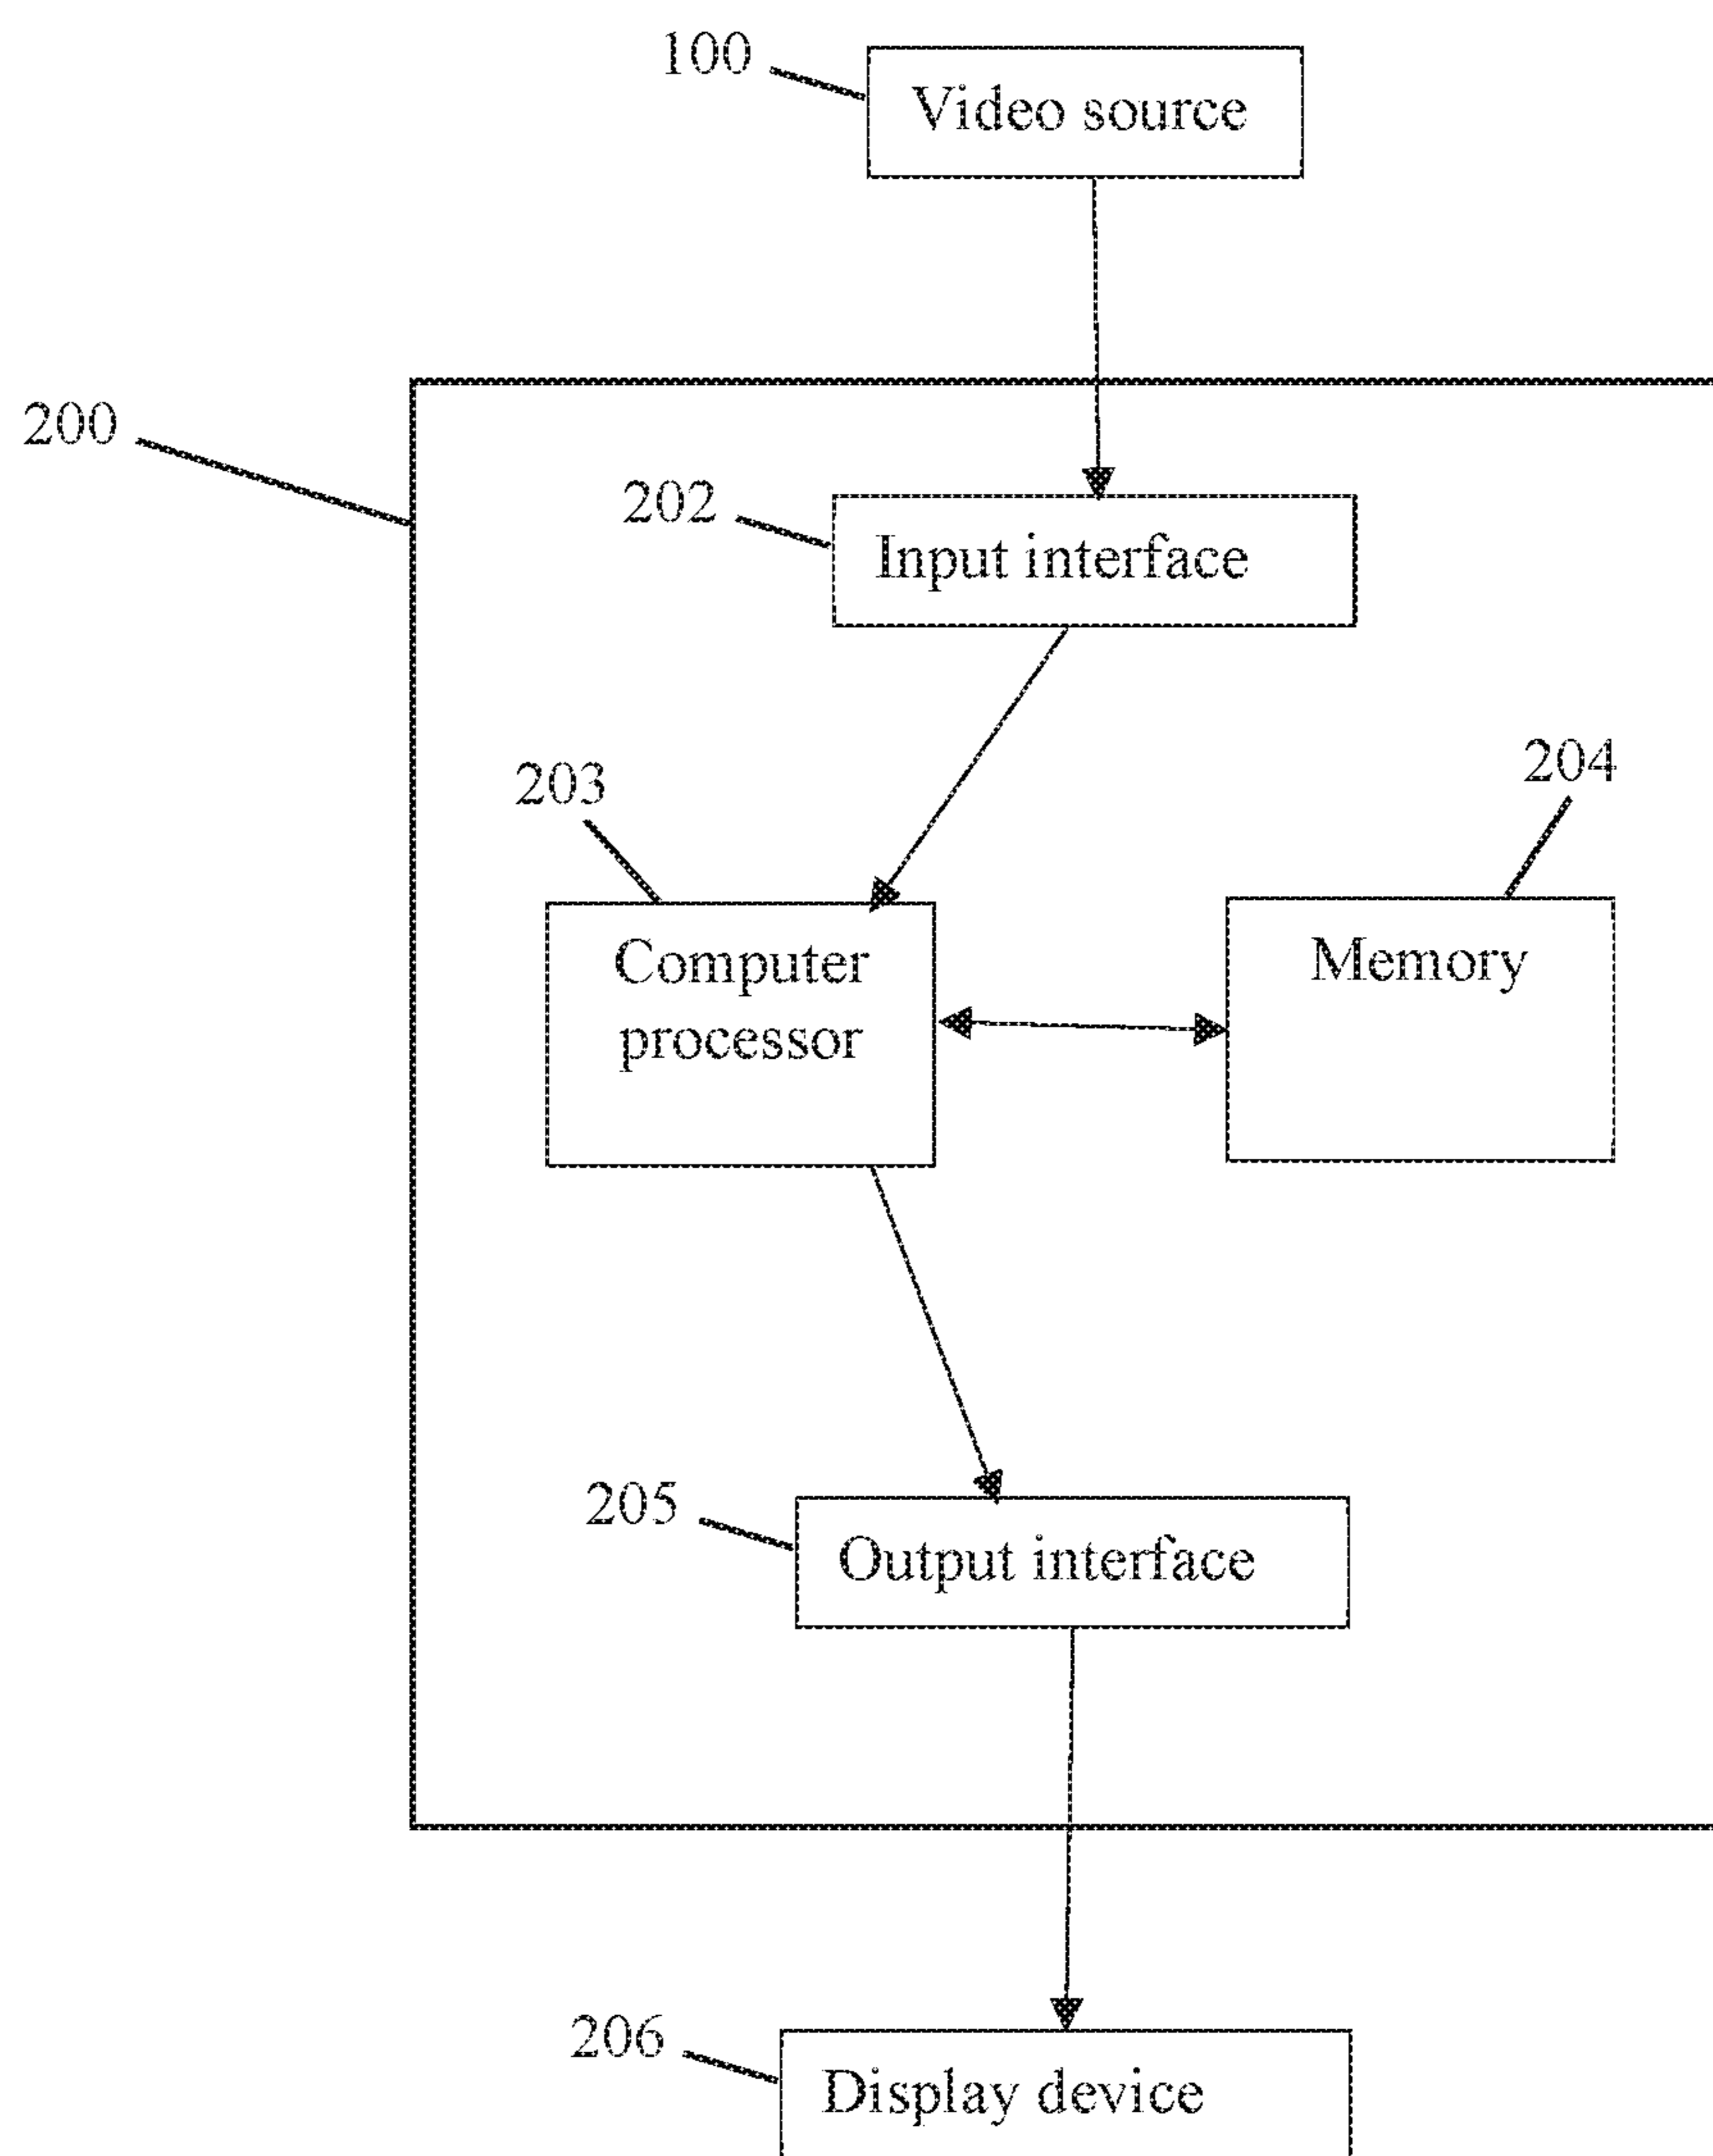 100
Video source
200
202
Input interface
203
204
Computer
processor
Memory
205
Output interface
206
Display device